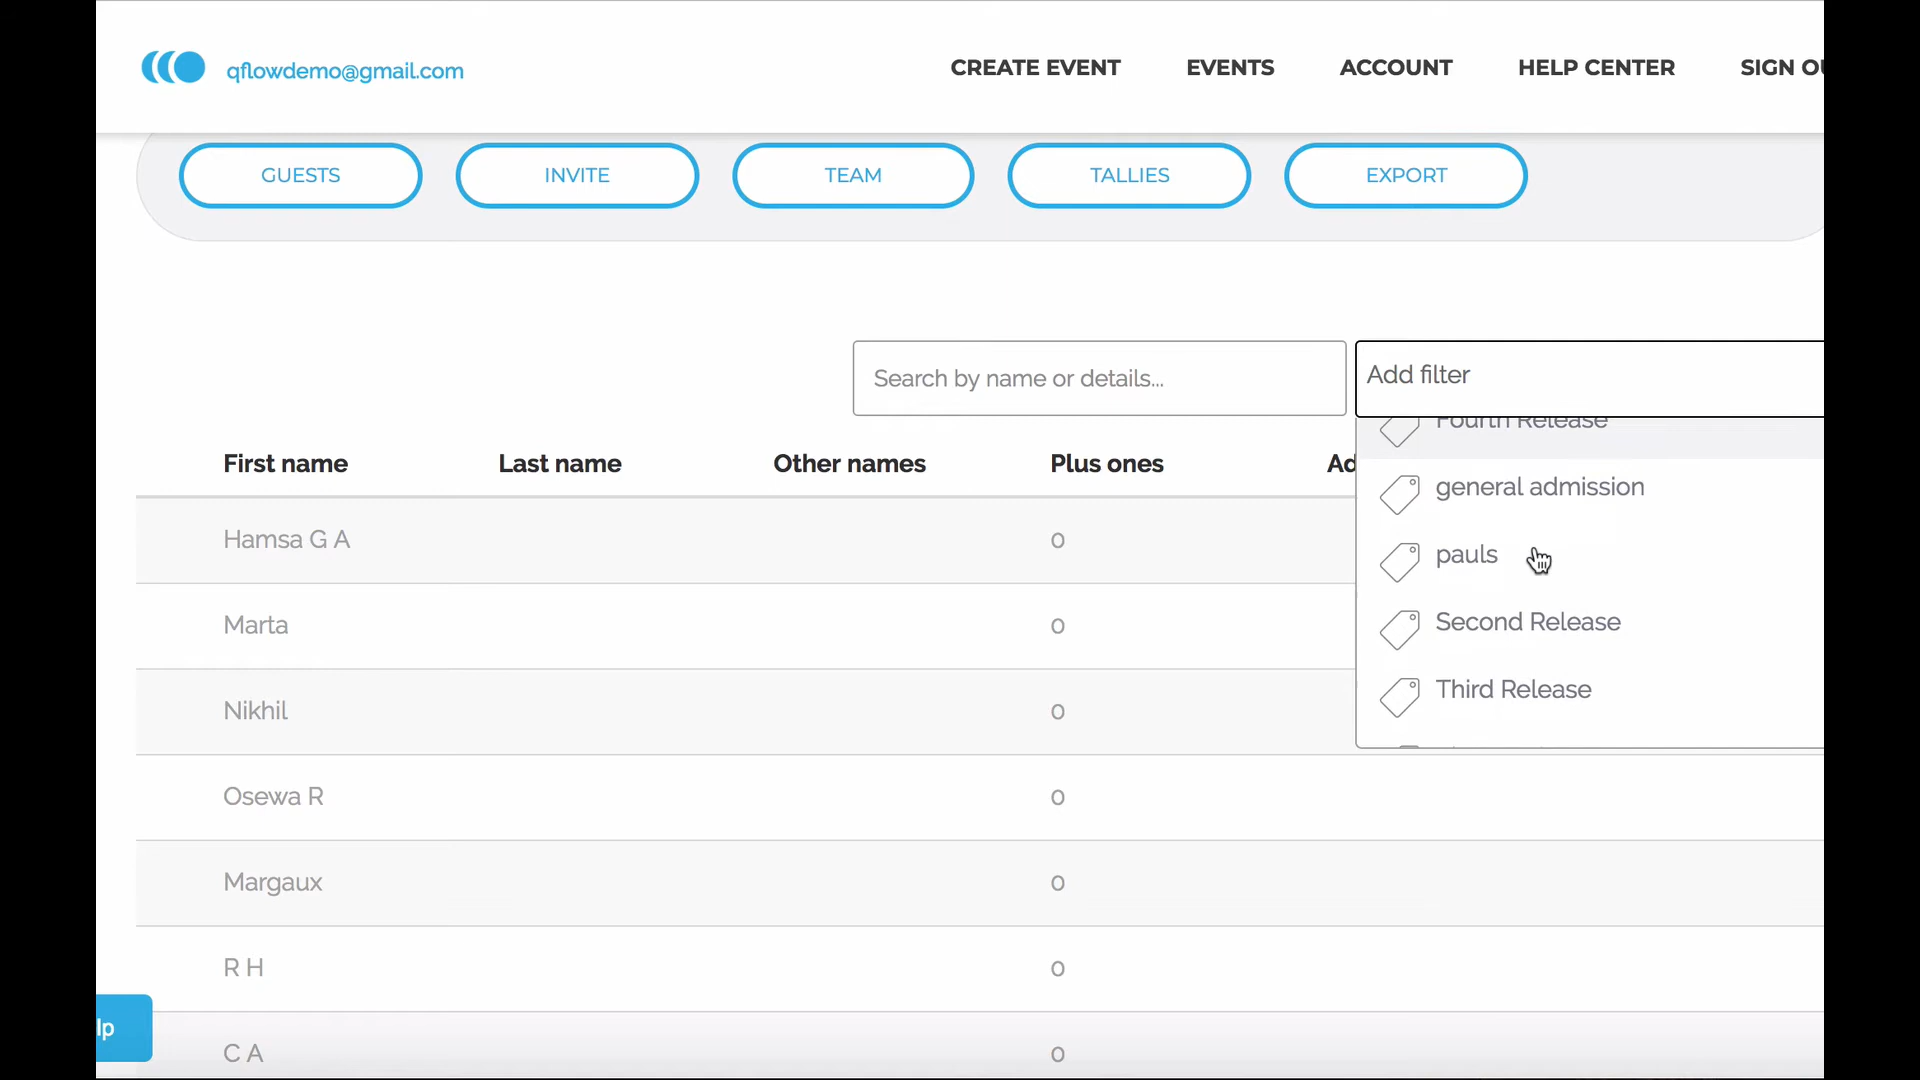 qflowdemo@gmail.com
CREATE EVENT
EVENTS
ACCOUNT
HELP CENTER
SIGN OU
GUESTS
INVITE
TEAM
TALLIES
EXPORT
Search by name or details...
Add filter
Fourth Release
general admission
pauls
Second Release
Third Release
First name
Last name
Other names
Plus ones
Ad
Hamsa G A
0
Marta
0
Nikhil
0
Osewa R
0
Margaux
0
R H
0
C A
0
lp